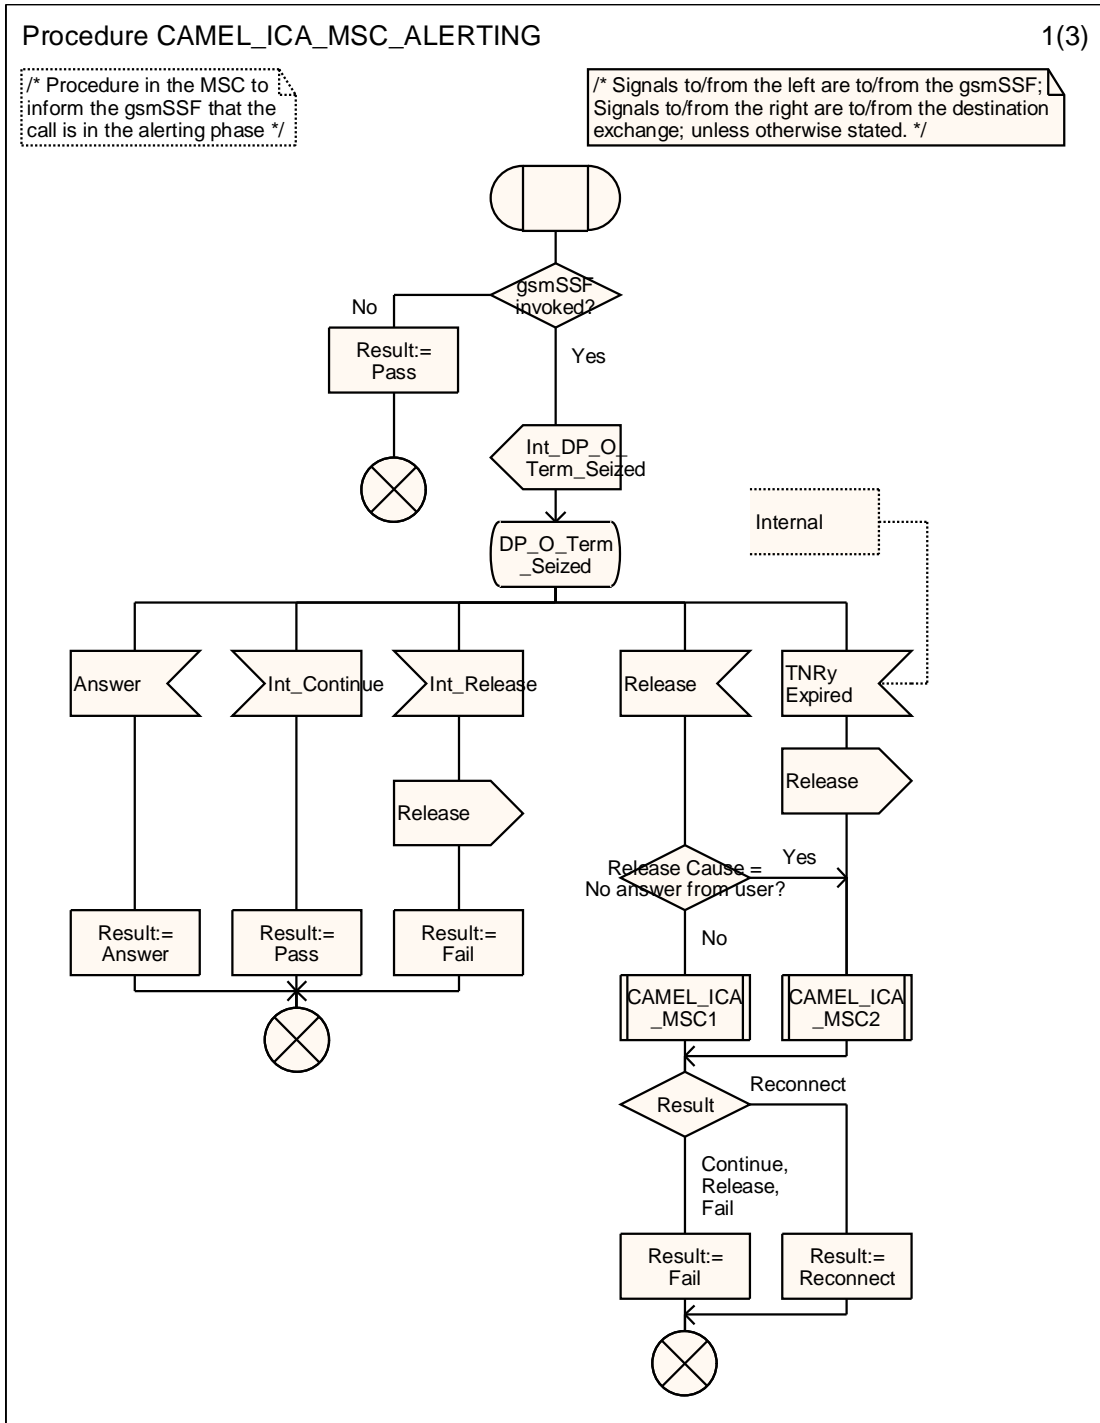 Procedure CAMEL_ICA_MSC_ALERTING
1(3)
/* Procedure in the MSC to
inform the gsmSSF that the
call is in the alerting phase */
/* Signals to/from the left are to/from the gsmSSF;
Signals to/from the right are to/from the destination
exchange; unless otherwise stated. */
gsmSSF
invoked?
No
Yes
Result:=
Pass
Int_DP_O_
Term_Seized
Internal
DP_O_Term
_Seized
Answer
Int_Continue
Int_Release
Release
TNRy
Expired
Release
Release
Release Cause =
No answer from user?
Yes
No
Result:=
Answer
Result:=
Pass
Result:=
Fail
CAMEL_ICA
_MSC1
CAMEL_ICA
_MSC2
Result
Reconnect
Continue,
Release,
Fail
Result:=
Fail
Result:=
Reconnect